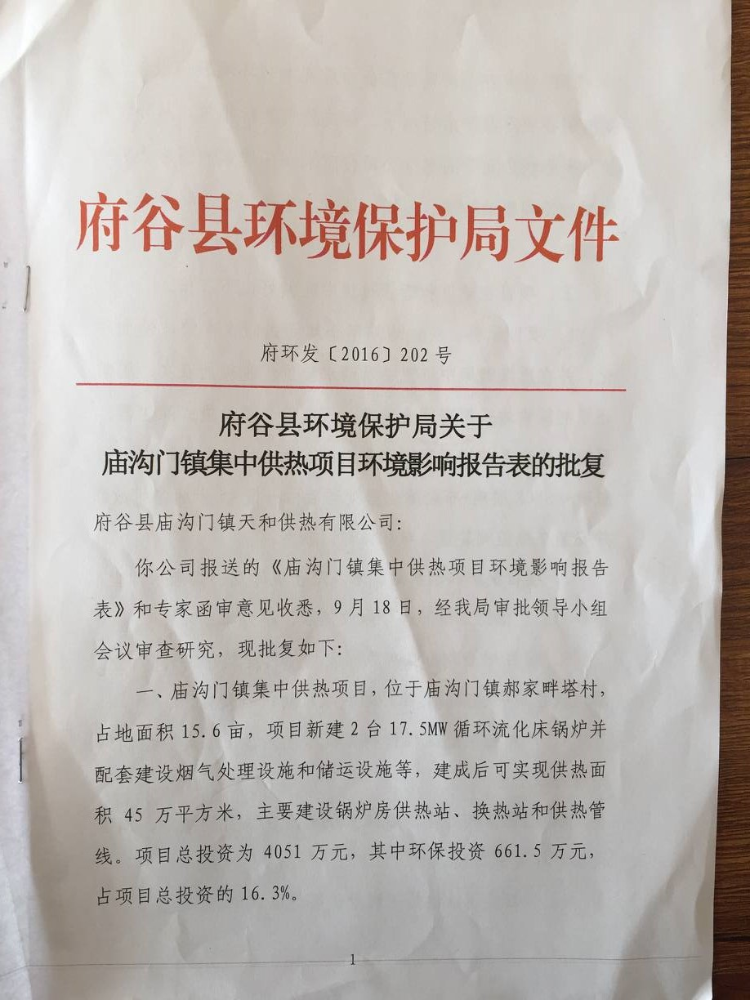 府谷县环境保护局文件
府环发〔2016〕202号
府谷县环境保护局关于
庙沟门镇集中供热项目环境影响报告表的批复
府谷县庙沟门镇天和供热有限公司：
你公司报送的《庙沟门镇集中供热项目环境影响报告
表》和专家函审意见收悉，9月18日，经我局审批领导小组
会议审查研究，现批复如下：
一、庙沟门镇集中供热项目，位于庙沟门镇郝家畔塔村，
占地面积15.6亩，项目新建2台17.5MW循环流化床锅炉并
配套建设烟气处理设施和储运设施等，建成后可实现供热面
积 45 万平方米，主要建设锅炉房供热站、换热站和供热管
线。项目总投资为 4051 万元，其中环保投资 661.5 万元，
占项目总投资的16.3%。
1